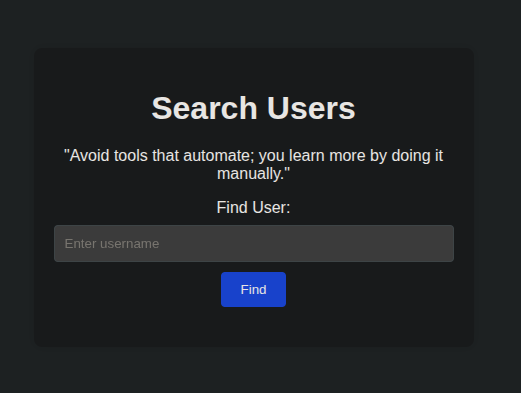 Search Users
"Avoid tools that automate; you learn more by doing it
manually."
Find User:
Enter username
Find